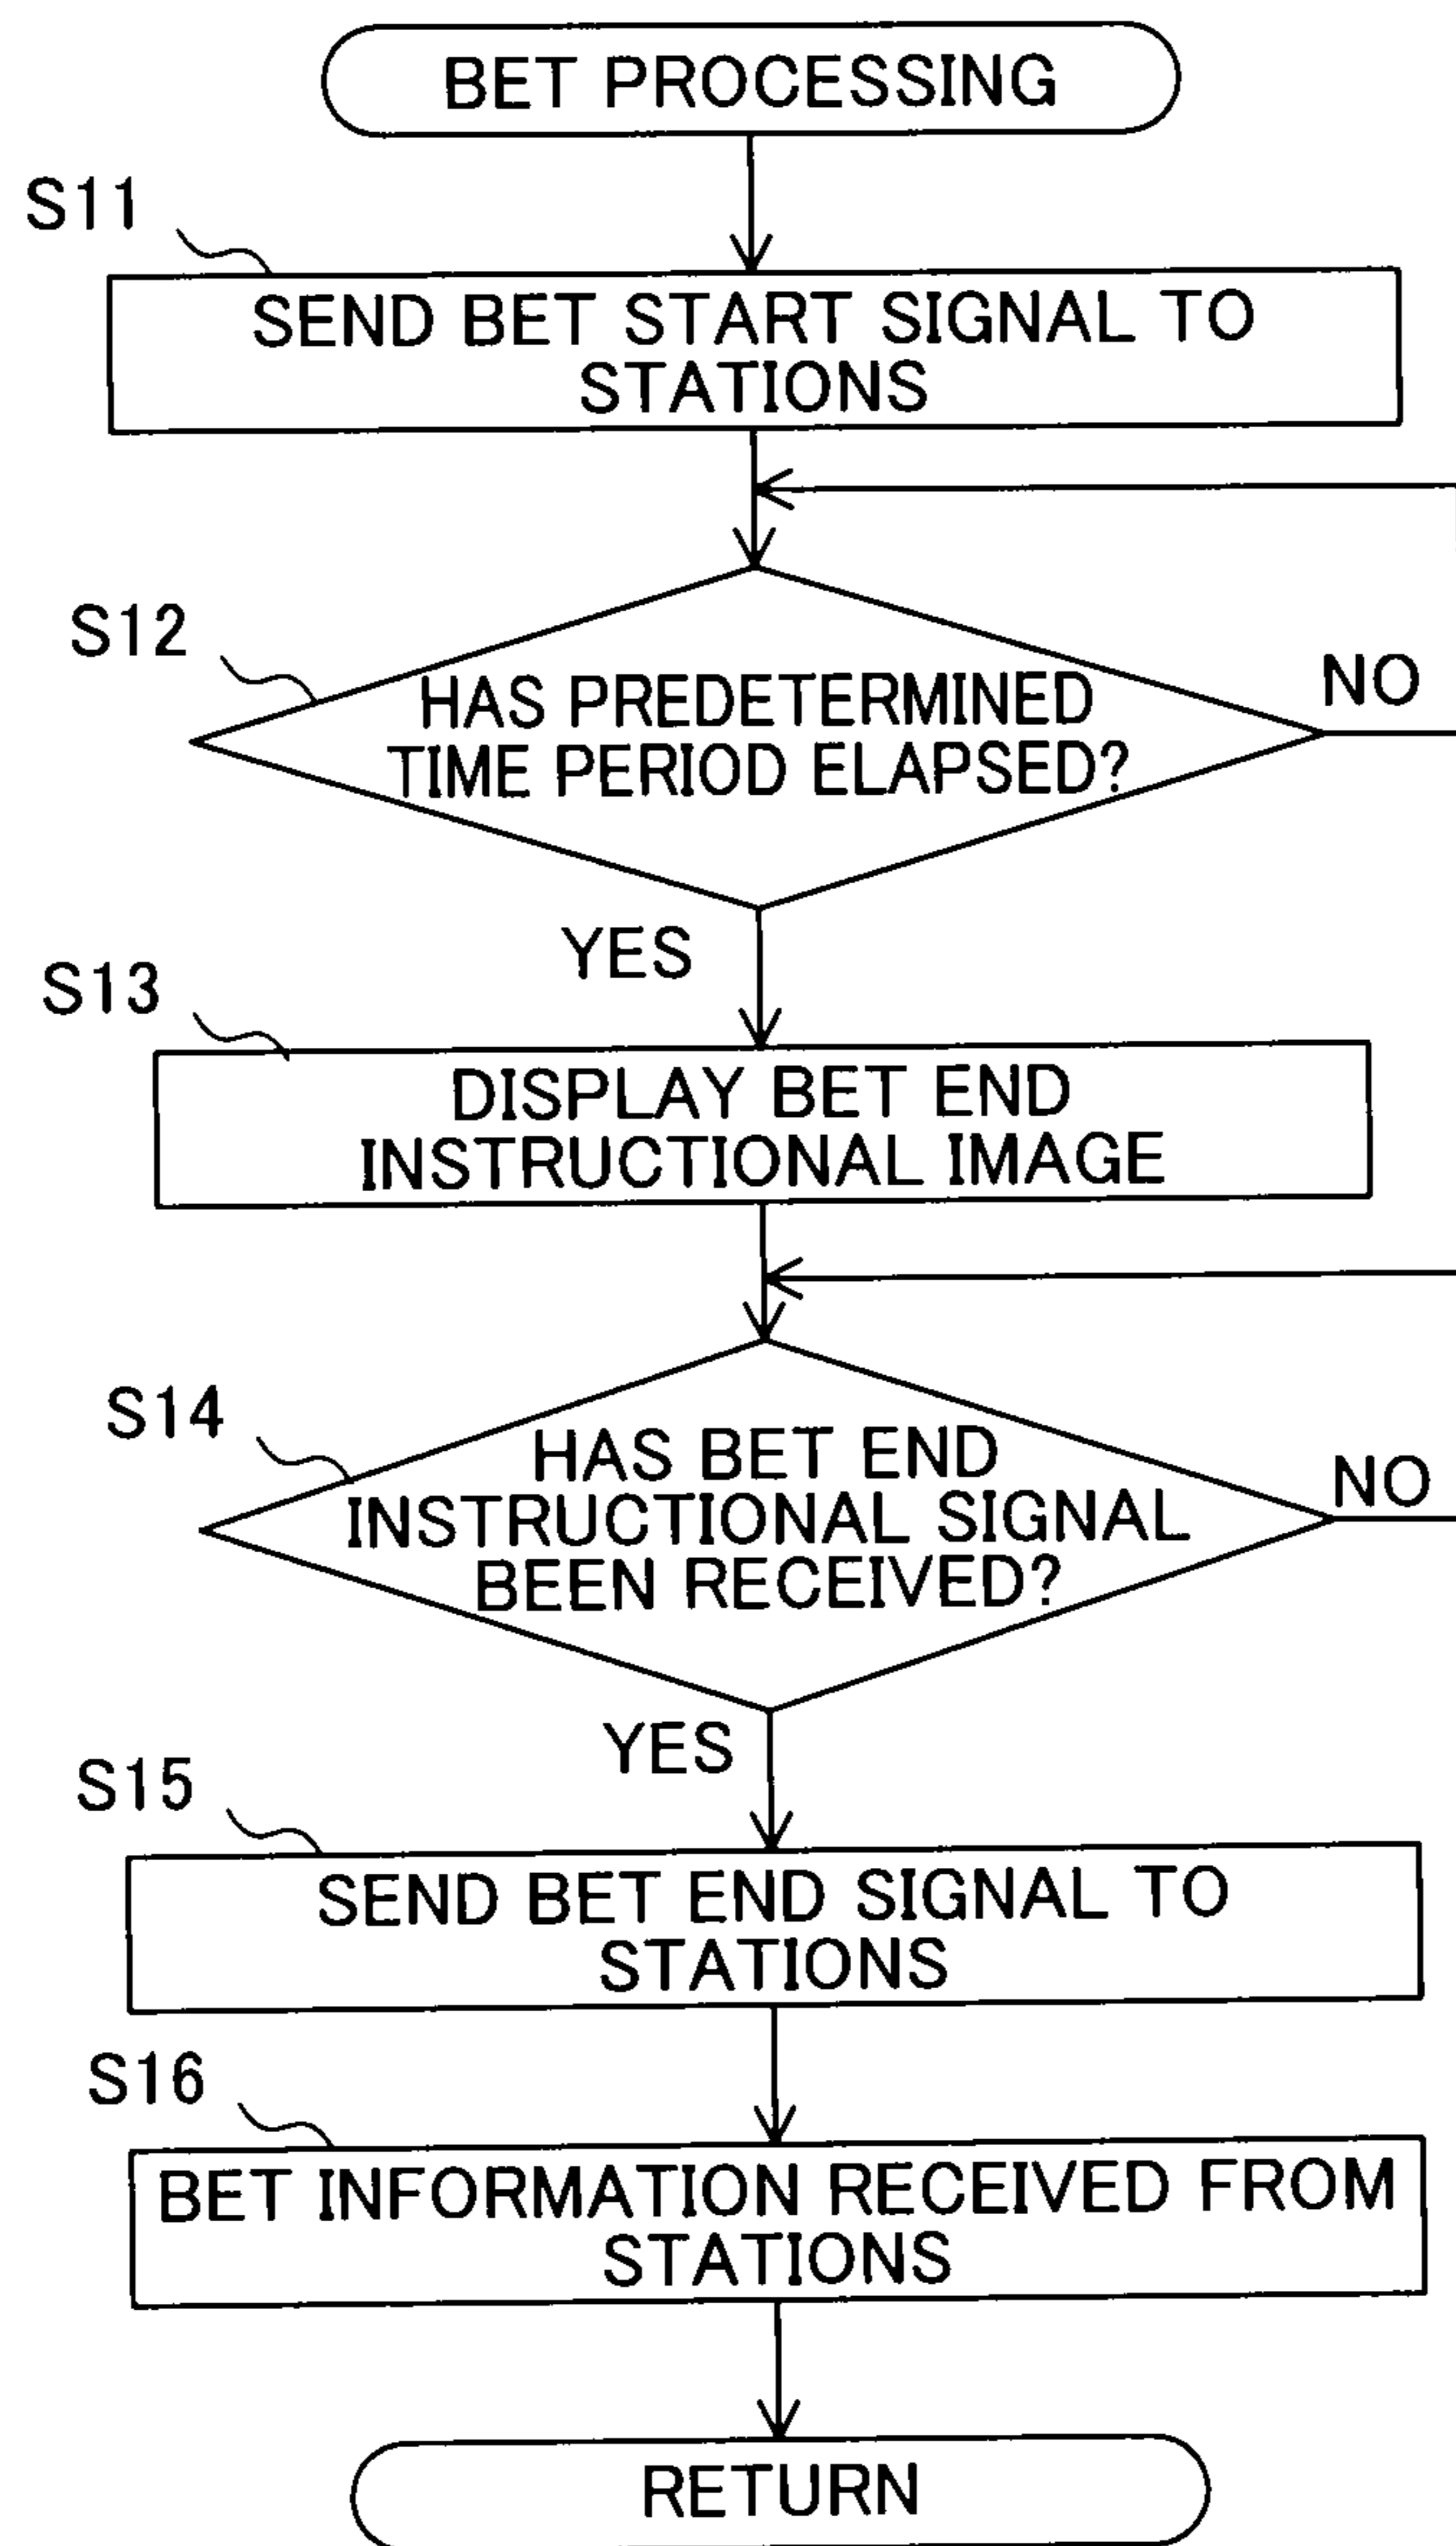 BET PROCESSING
S11
SEND BET START SIGNAL TO
STATIONS
S12
HAS PREDETERMINED
TIME PERIOD ELAPSED?
NO
YES
S13
DISPLAY BET END
INSTRUCTIONAL IMAGE
S14
HAS BET END
INSTRUCTIONAL SIGNAL
BEEN RECEIVED?
NO
YES
S15
SEND BET END SIGNAL TO
STATIONS
S16
BET INFORMATION RECEIVED FROM
STATIONS
RETURN